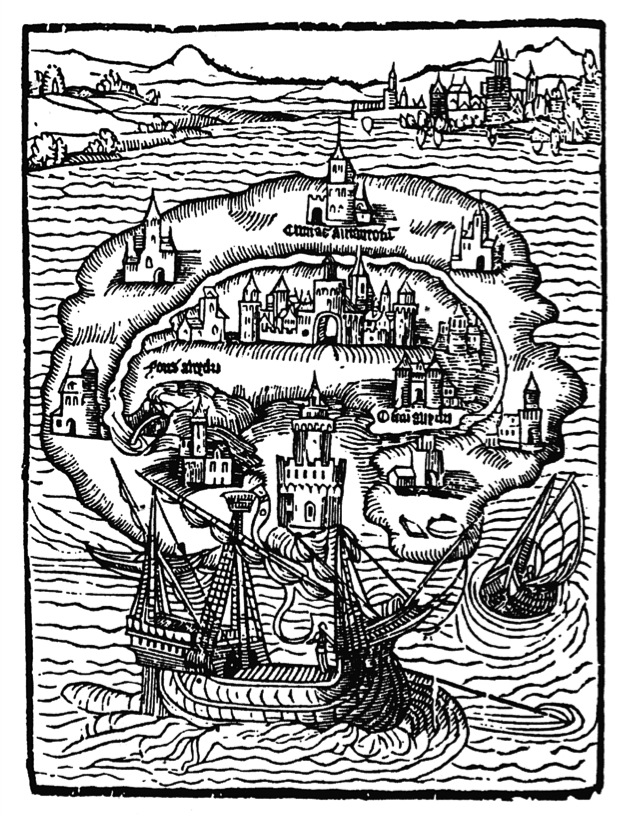 Ciuitas Amaurotū
Fons anydri
Ostiū anydri